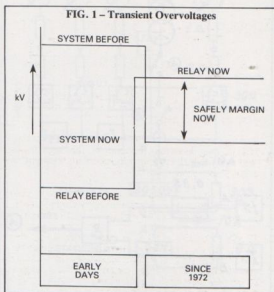 FIG. 1 – Transient Overvoltages
SYSTEM BEFORE
RELAY NOW
kV
SAFELY MARGIN
NOW
SYSTEM NOW
RELAY BEFORE
EARLY
DAYS
SINCE
1972